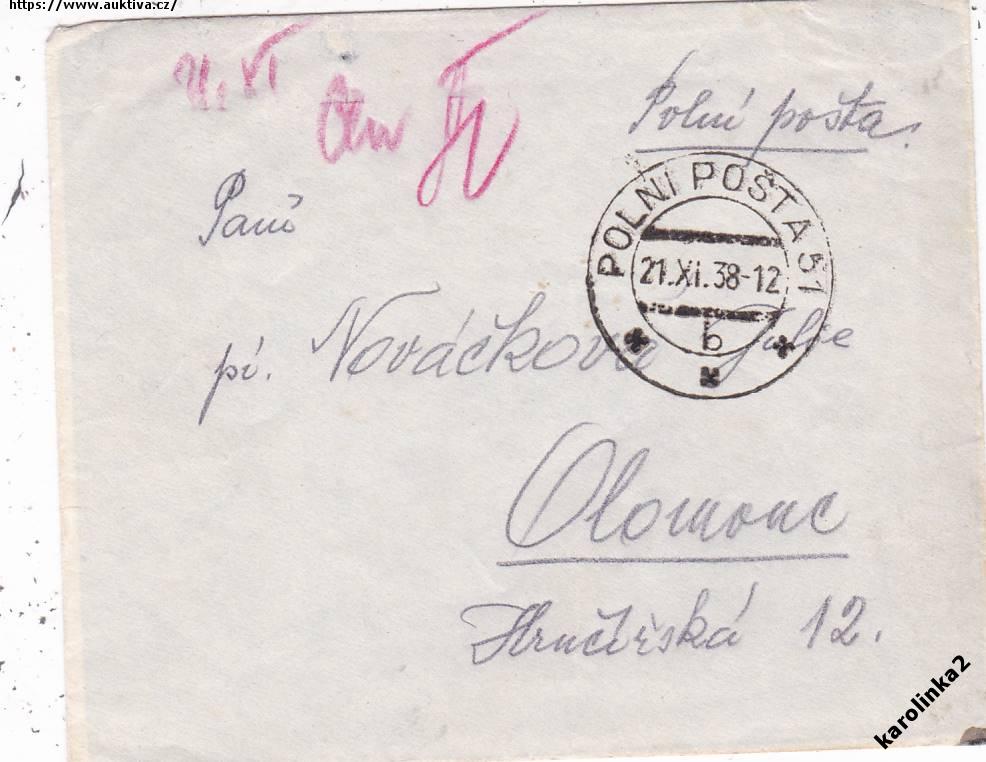 https://www.auktiva.cz/
Polní pošta.
POLNÍ POŠTA 51
21.XI.38-12
b
Paní
pí. Nováčková Julie
Olomouc
Hrnčířská 12.
karolinka2